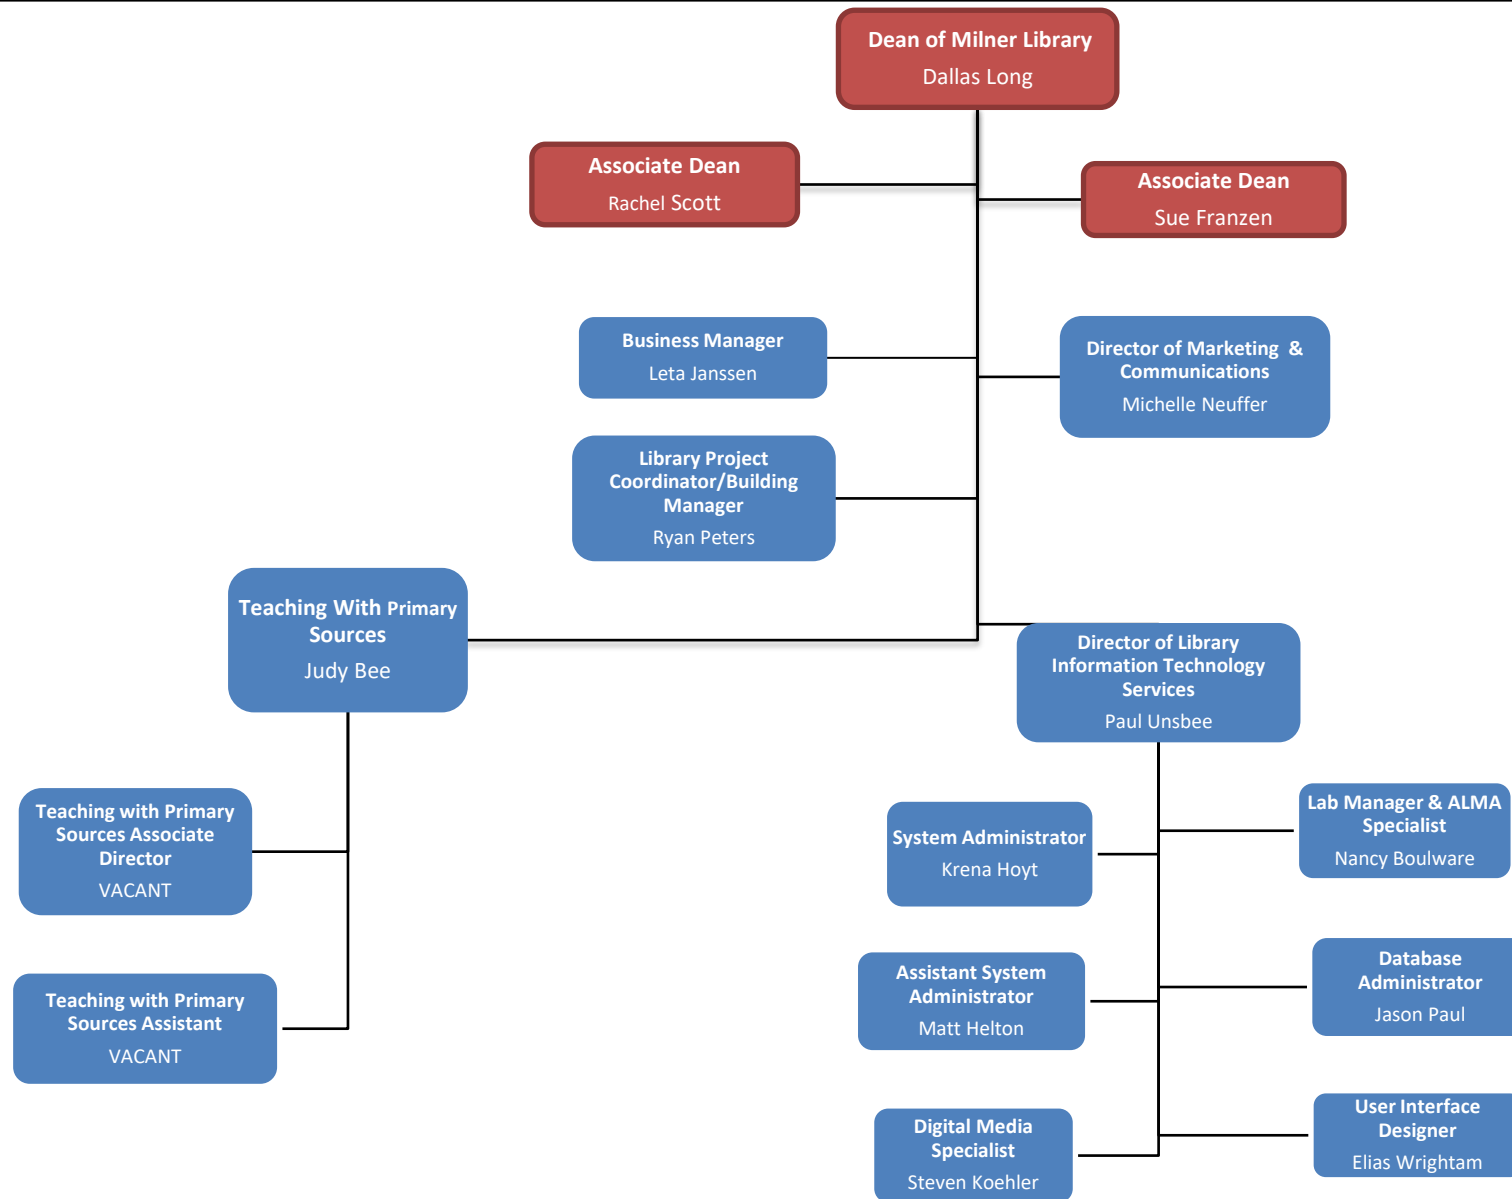 Dean of Milner Library
Dallas Long
Associate Dean
Rachel Scott
Associate Dean
Sue Franzen
Business Manager
Leta Janssen
Director of Marketing & 
Communications
Michelle Neuffer
Library Project
Coordinator/Building
Manager
Ryan Peters
Teaching With Primary
Sources
Judy Bee
Director of Library
Information Technology
Services
Paul Unsbee
Teaching with Primary
Sources Associate
Director
VACANT
Teaching with Primary
Sources Assistant
VACANT
System Administrator
Krena Hoyt
Lab Manager & ALMA
Specialist
Nancy Boulware
Assistant System
Administrator
Matt Helton
Database
Administrator
Jason Paul
Digital Media
Specialist
Steven Koehler
User Interface
Designer
Elias Wrightam